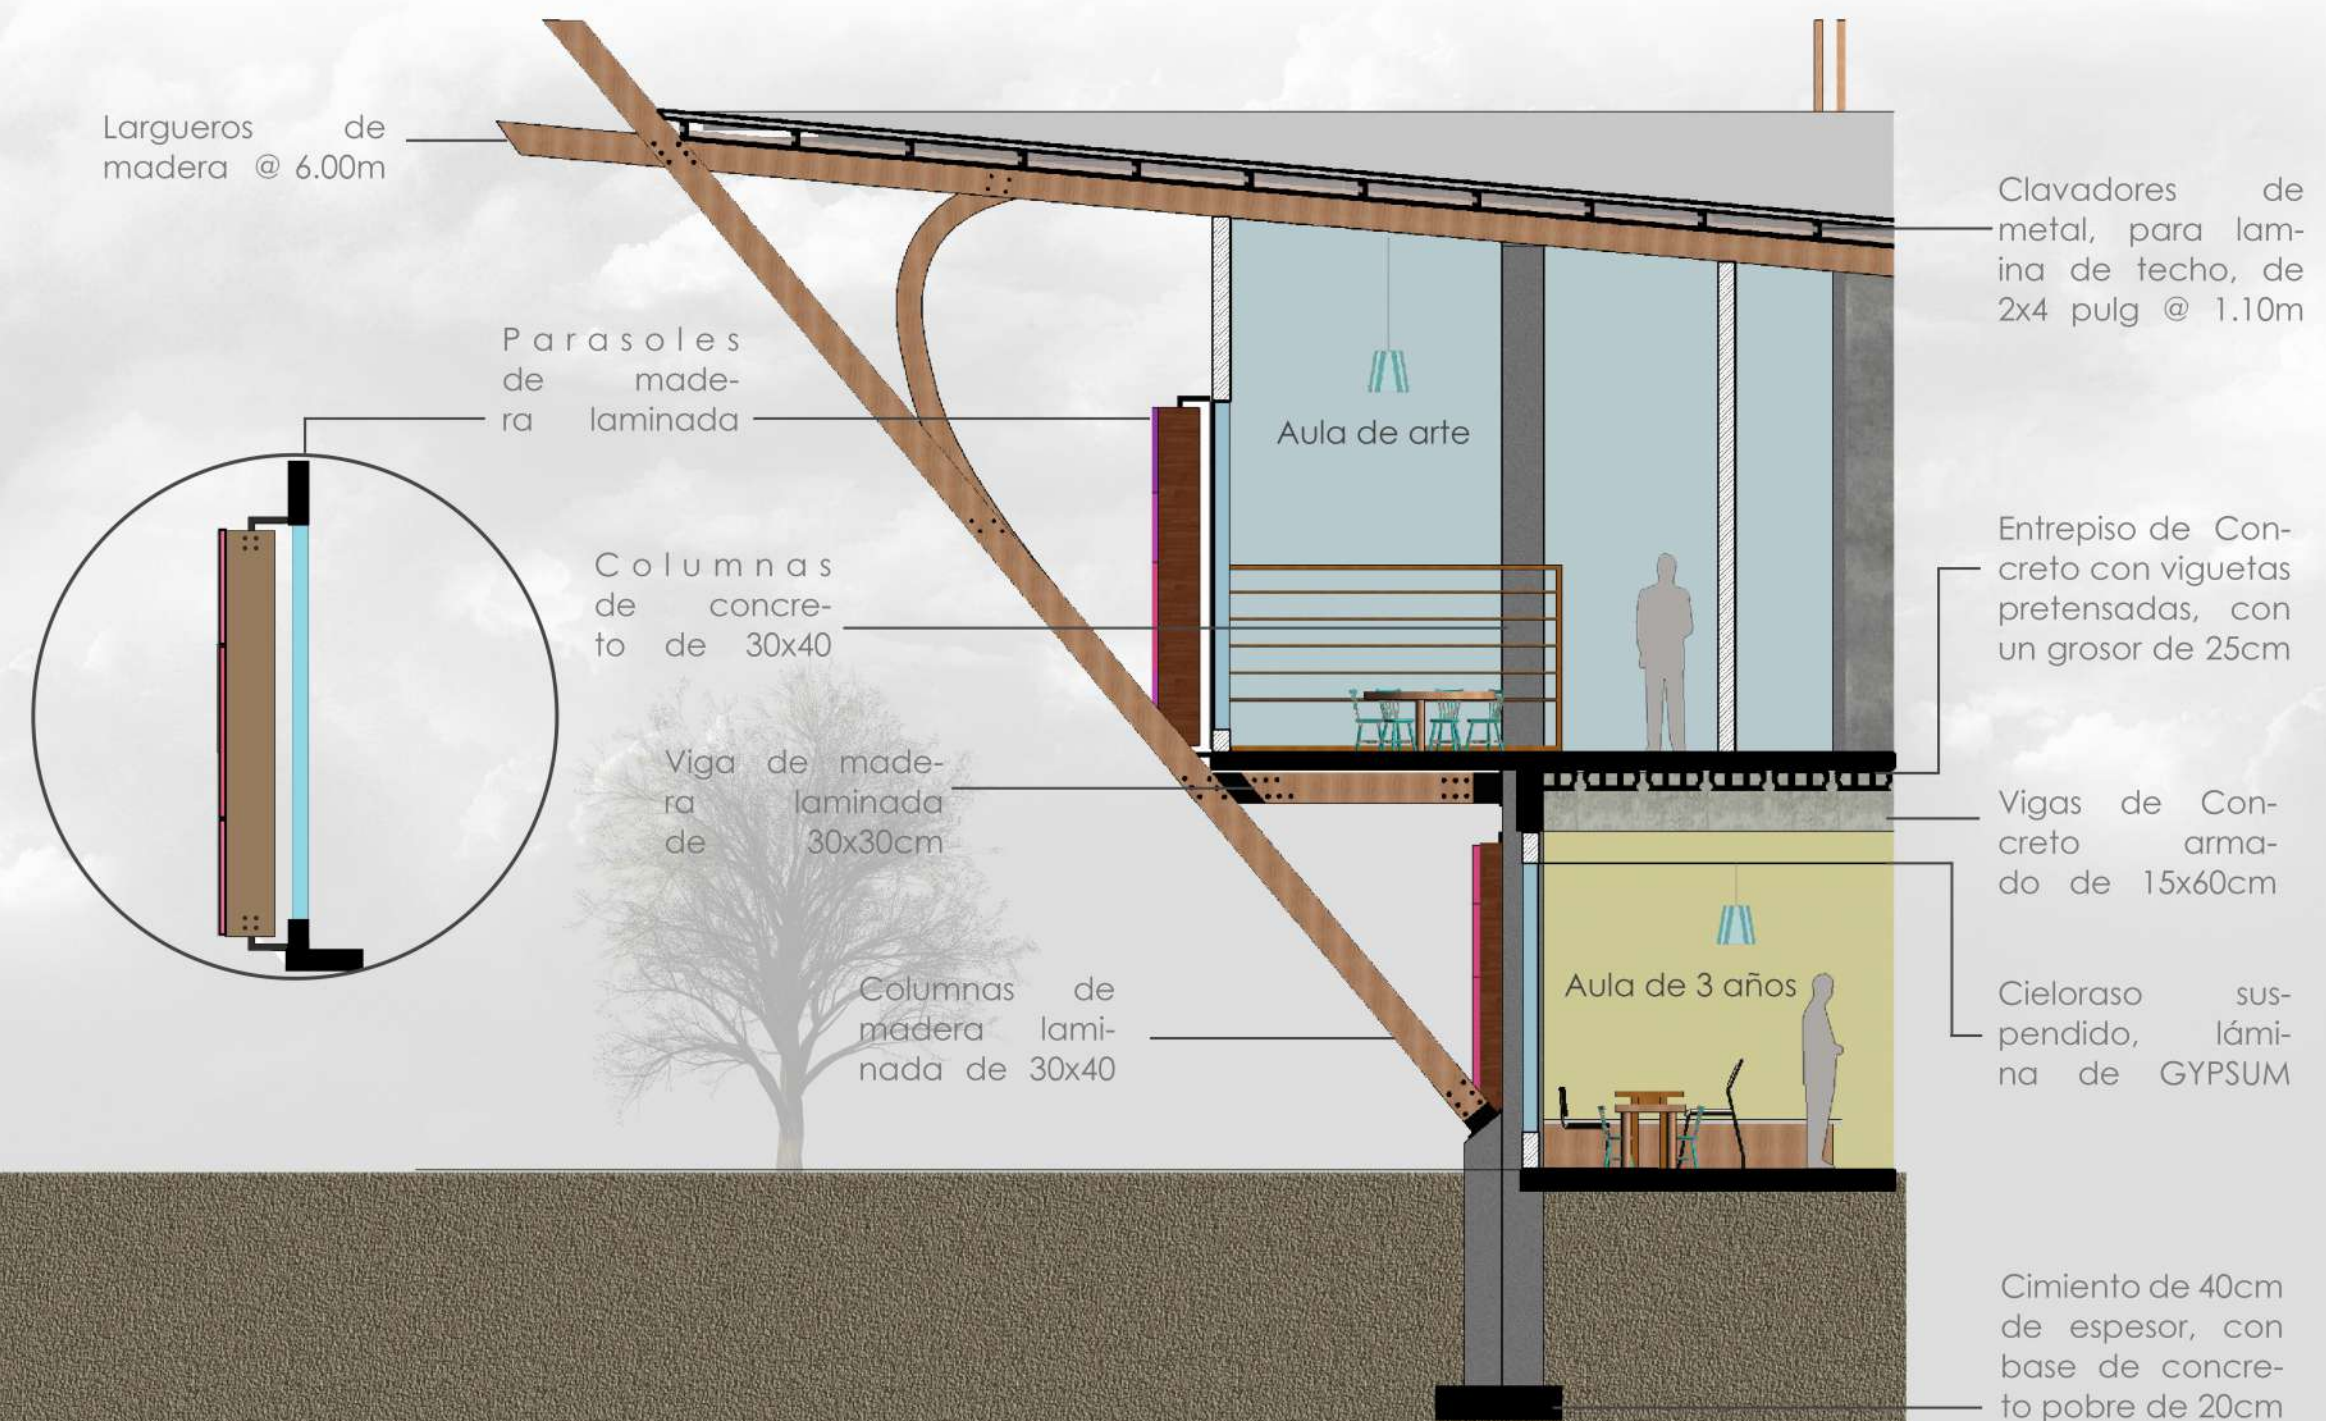 Largueros de
madera @ 6.00m
Parasoles
de made-
ra laminada
Columnas
de concre-
to de 30x40
Viga de made-
ra laminada
de 30x30cm
Columnas de
madera lami-
nada de 30x40
Aula de arte
Aula de 3 años
Clavadores de
metal, para lam-
ina de techo, de
2x4 pulg @ 1.10m
Entrepiso de Con-
creto con viguetas
pretensadas, con
un grosor de 25cm
Vigas de Con-
creto arma-
do de 15x60cm
Cieloraso sus-
pendido, lámi-
na de GYPSUM
Cimiento de 40cm
de espesor, con
base de concre-
to pobre de 20cm